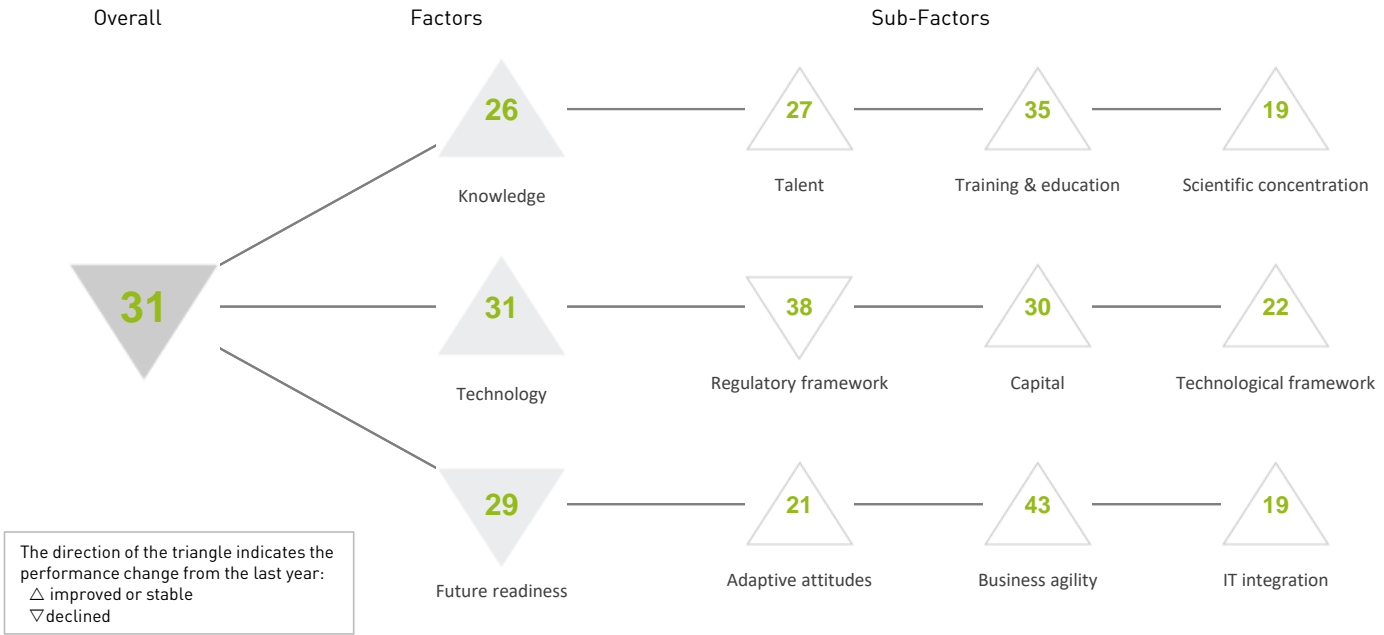 Overall Factors Sub-Factors
26 27 35 19
Knowledge Talent Training & education Scientific concentration
31 31 38 30 22
Technology Regulatory framework Capital Technological framework
29 21 43 19
Future readiness Adaptive attitudes Business agility IT integration
The direction of the triangle indicates the
performance change from the last year:
△ improved or stable
▽ declined